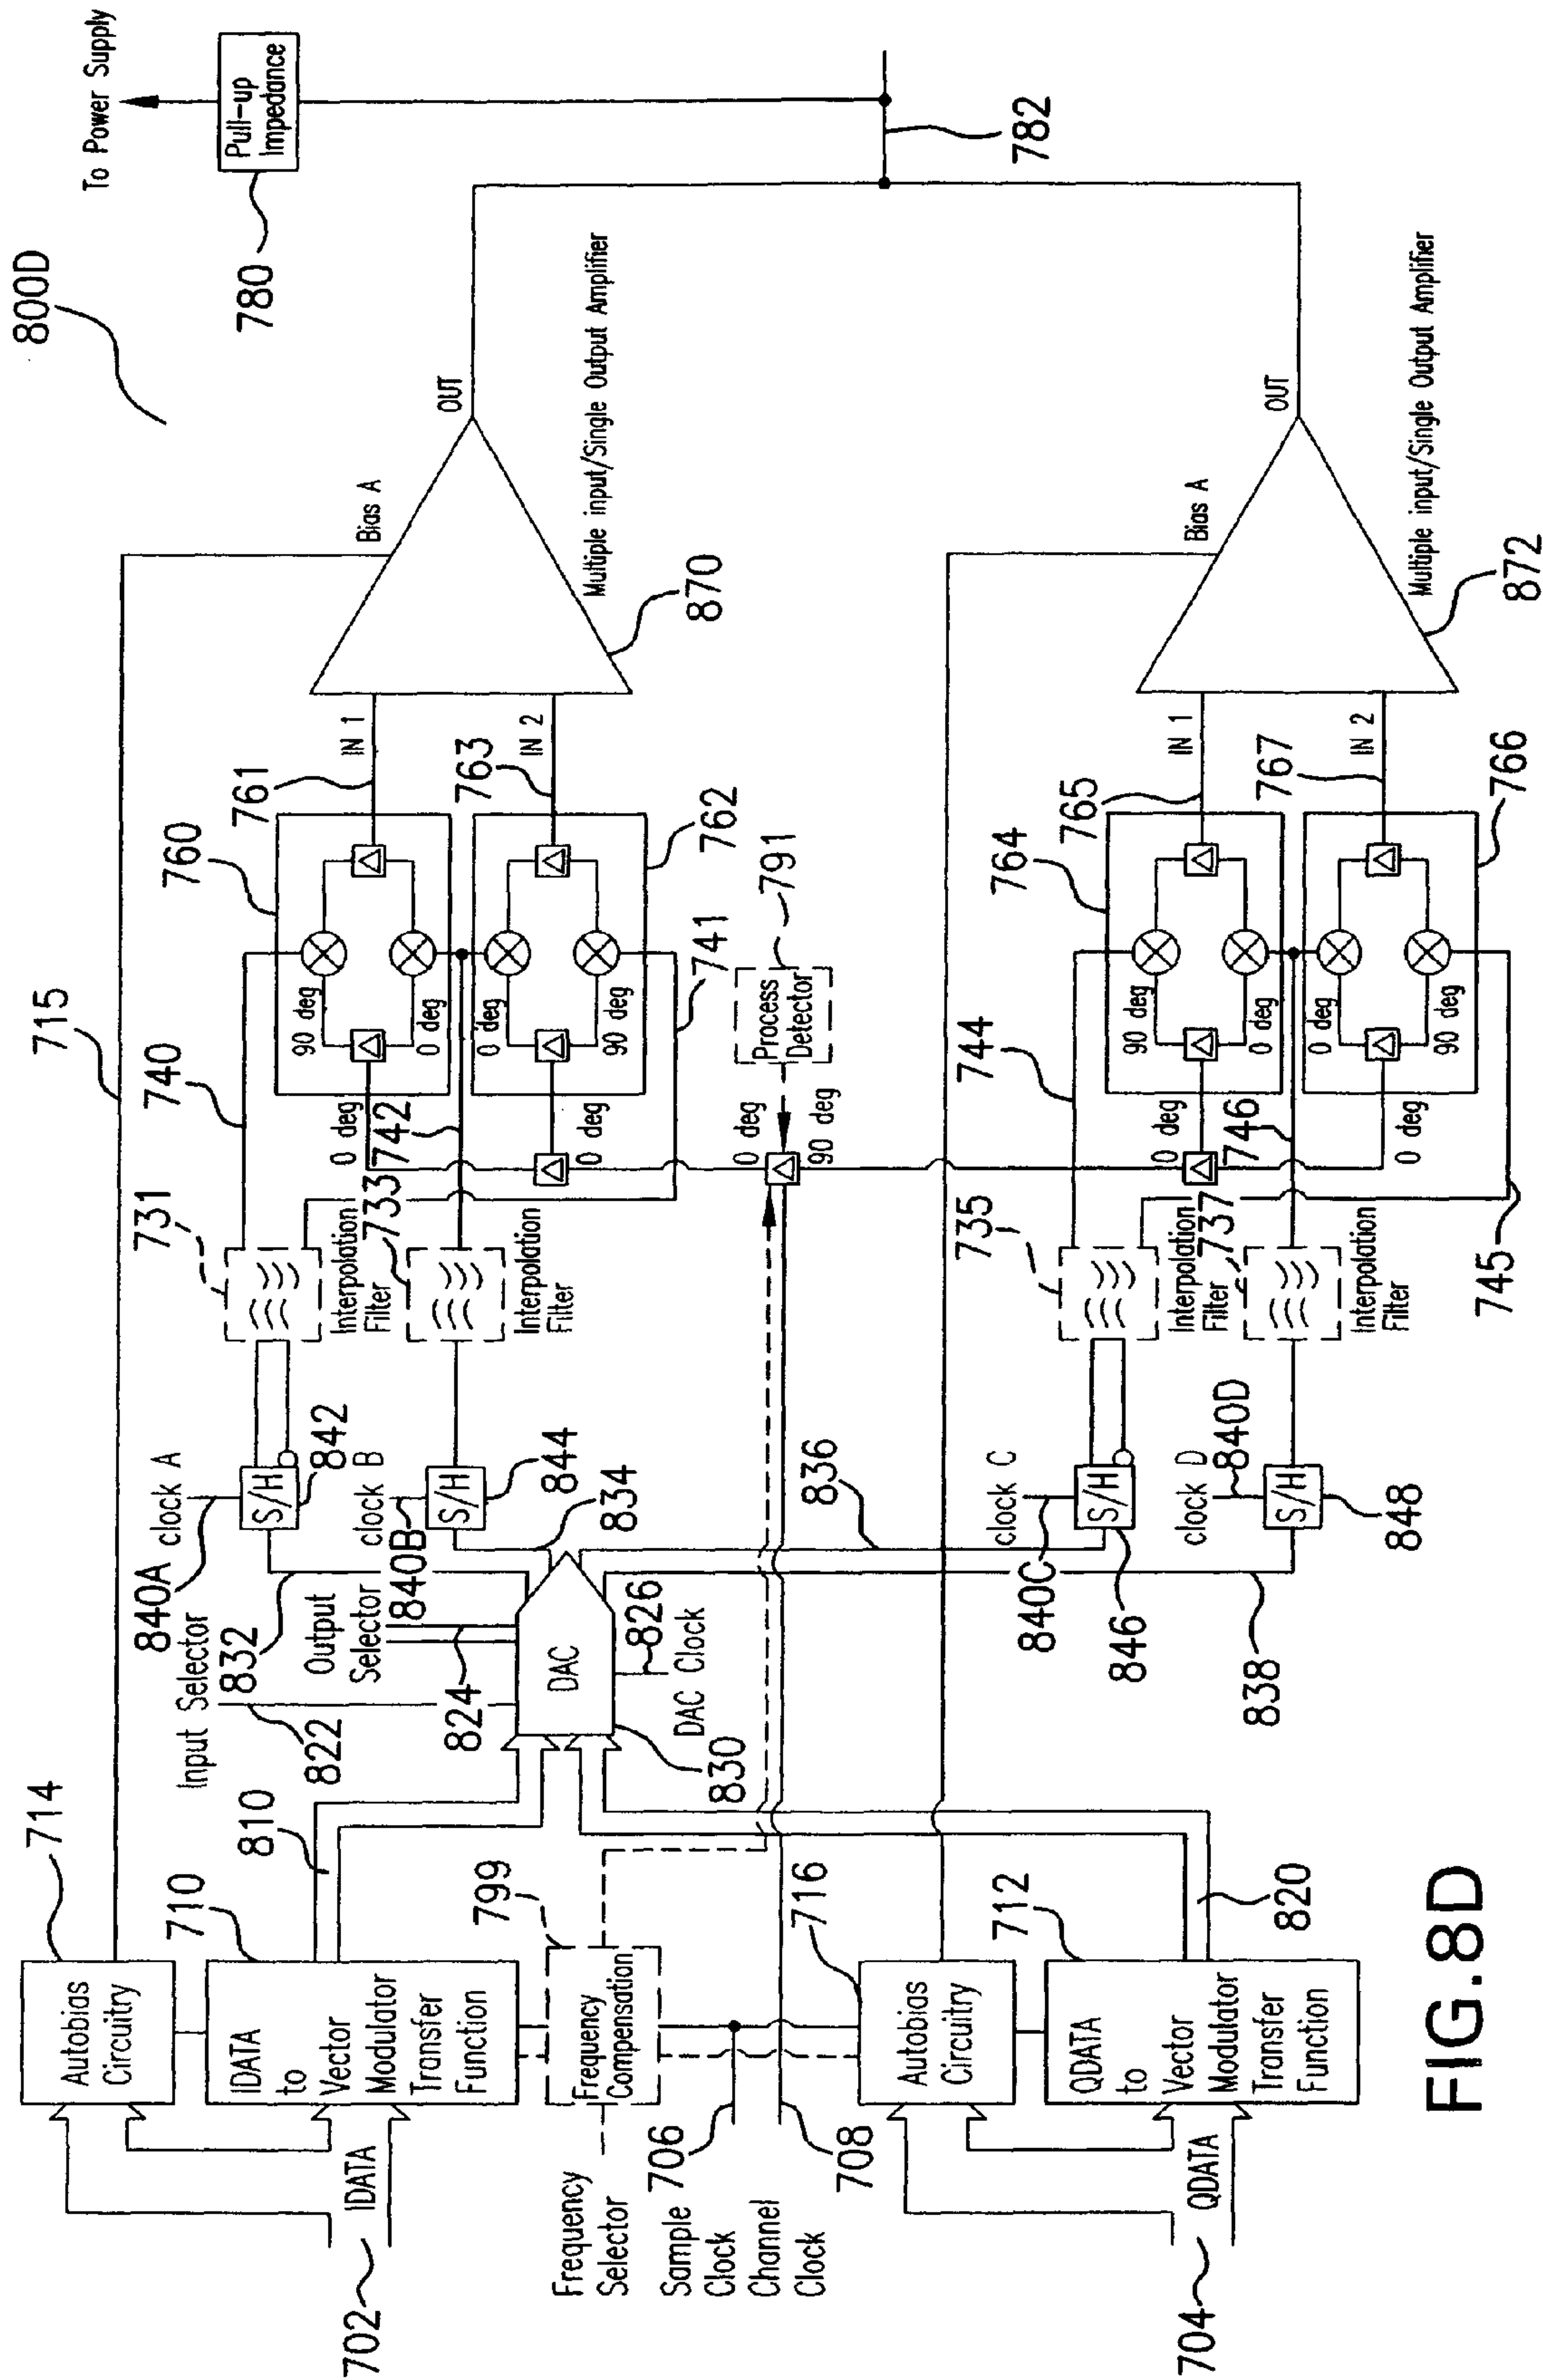 800D
To Power Supply
Pull-up
Impedance
780
782
714
Autobias
Circuitry
715
702
IDATA
710
IDATA
to
Vector
Modulator
Transfer
Function
810
Input Selector
822
832
Output
Selector
824
DAC
830
826
DAC Clock
834
836
838
840A
clock A
S/H
842
840B
clock B
S/H
844
731
Interpolation
Filter
733
Interpolation
Filter
740
742
741
0 deg
0 deg
760
90 deg
0 deg
761
IN 1
762
0 deg
90 deg
763
IN 2
Bias A
OUT
Multiple input/Single Output Amplifier
870
Frequency
Selector
799
Frequency
Compensation
706
Sample
Clock
708
Channel
Clock
0 deg
90 deg
Process
Detector
791
716
Autobias
Circuitry
704
QDATA
712
QDATA
to
Vector
Modulator
Transfer
Function
820
840C
clock C
S/H
846
840D
clock D
S/H
848
735
Interpolation
Filter
737
Interpolation
Filter
744
746
745
0 deg
0 deg
764
90 deg
0 deg
765
IN 1
766
0 deg
90 deg
767
IN 2
Bias A
OUT
Multiple input/Single Output Amplifier
872
FIG.8D